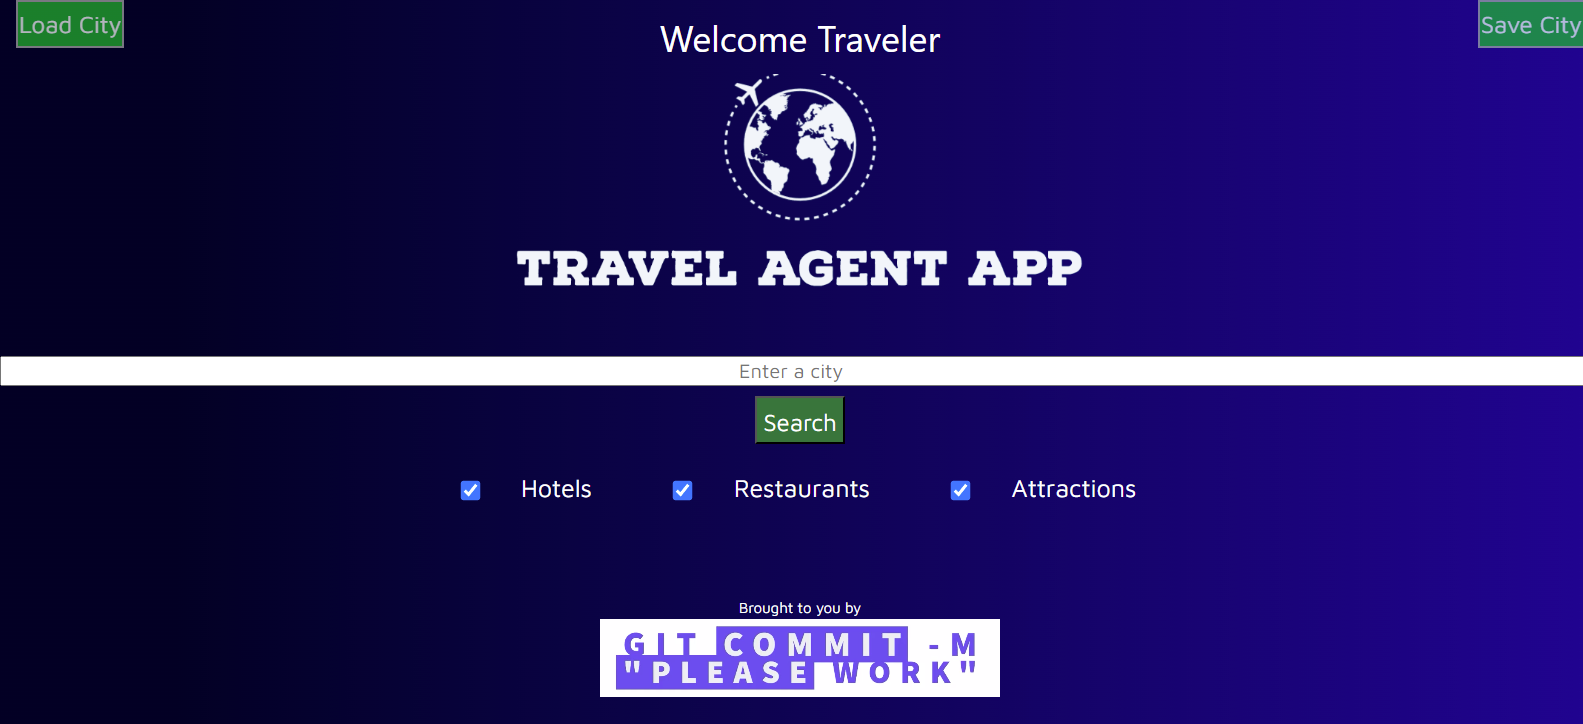 Load City
Welcome Traveler
Save City
TRAVEL AGENT APP
Enter a city
Search
Hotels Restaurants Attractions
Brought to you by
GIT COMMIT -M
"PLEASE WORK"